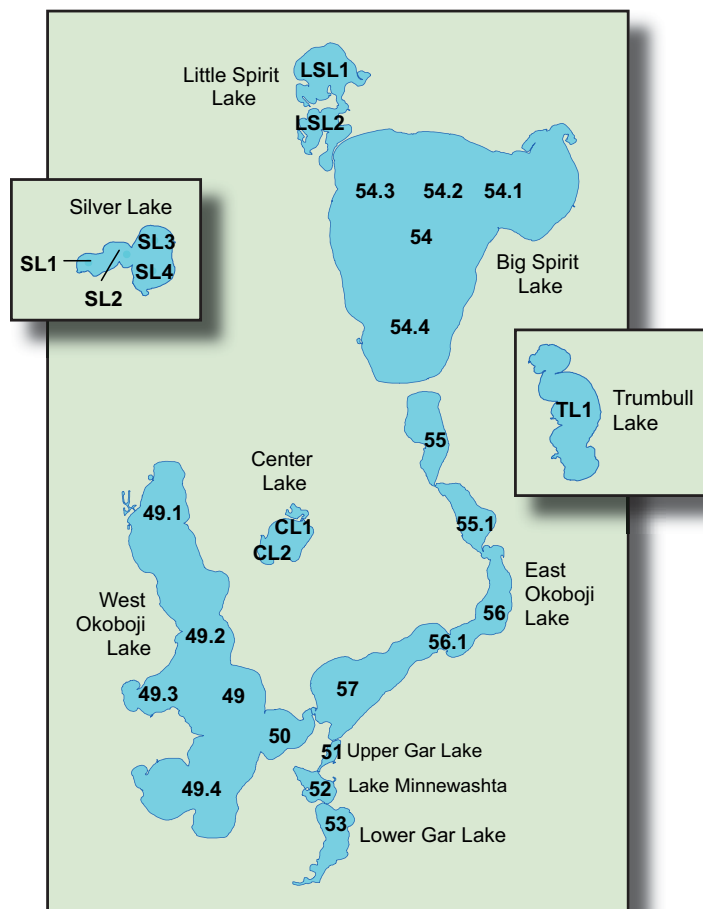 Little Spirit
Lake
LSL1
LSL2
54.3
54.2
54.1
54
54.4
Big Spirit
Lake
Silver Lake
SL1
SL2
SL3
SL4
TL1
Trumbull
Lake
55
55.1
Center
Lake
CL1
CL2
49.1
West
Okoboji
Lake
49.2
49.3
49
49.4
50
East
Okoboji
Lake
56
56.1
57
51
Upper Gar Lake
52
Lake Minnewashta
53
Lower Gar Lake